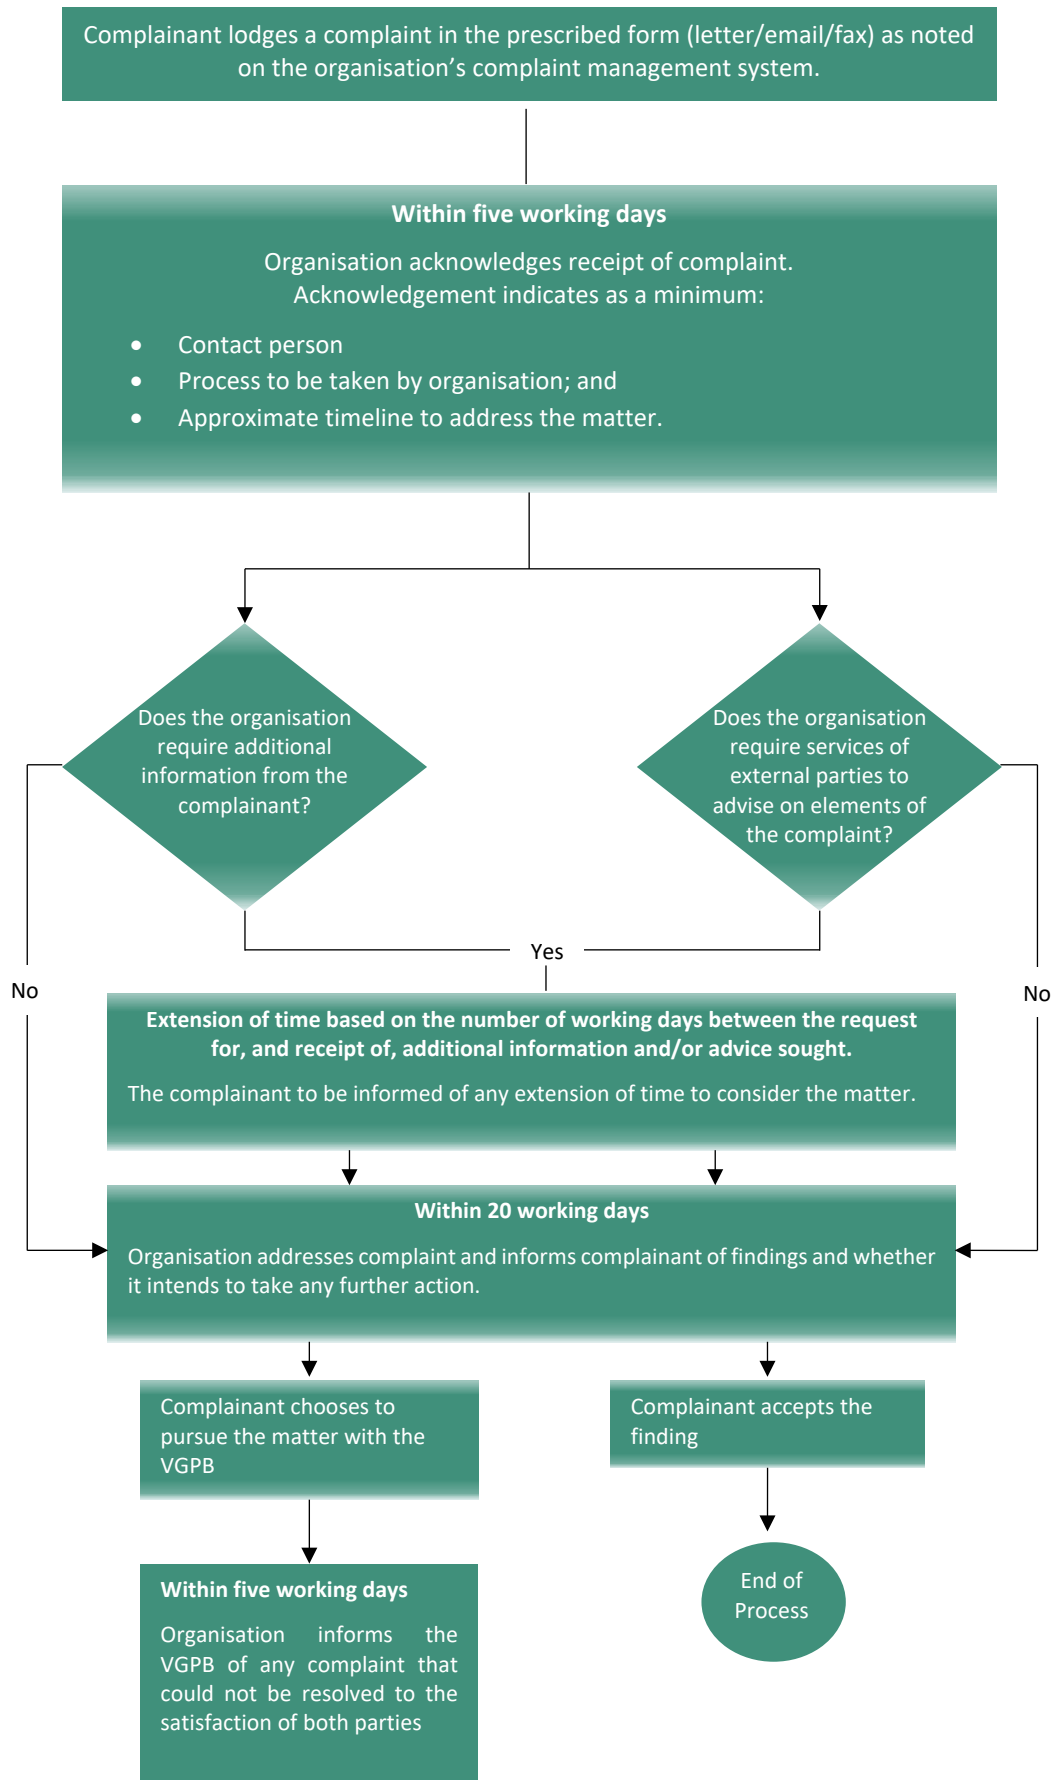 Complainant lodges a complaint in the prescribed form (letter/email/fax) as noted
on the organisation’s complaint management system.
Within five working days
Organisation acknowledges receipt of complaint.
Acknowledgement indicates as a minimum:
• Contact person
• Process to be taken by organisation; and
• Approximate timeline to address the matter.
Does the organisation
require additional
information from the
complainant?
Does the organisation
require services of
external parties to
advise on elements of
the complaint?
Yes
No
No
Extension of time based on the number of working days between the request
for, and receipt of, additional information and/or advice sought.
The complainant to be informed of any extension of time to consider the matter.
Within 20 working days
Organisation addresses complaint and informs complainant of findings and whether
it intends to take any further action.
Complainant chooses to
pursue the matter with the
VGPB
Complainant accepts the
finding
Within five working days
Organisation informs the
VGPB of any complaint that
could not be resolved to the
satisfaction of both parties
End of
Process